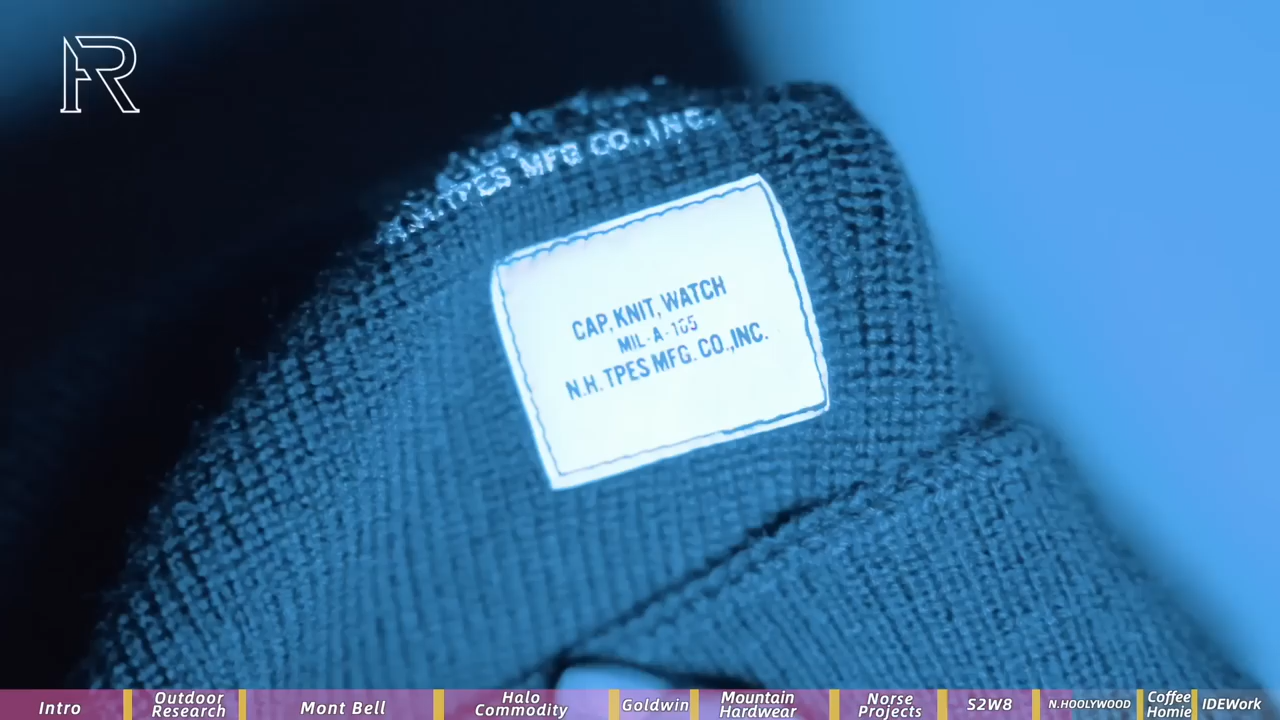 N.H.TPES MFG CO.,INC.
CAP, KNIT, WATCH
MIL-A-165
N.H. TPES MFG. CO.,INC.
Intro
Outdoor
Research
Mont Bell
Halo
Commodity
Goldwin
Mountain
Hardwear
Norse
Projects
S2W8
N.HOOLYWOOD
Coffee
Homie
IDEWork